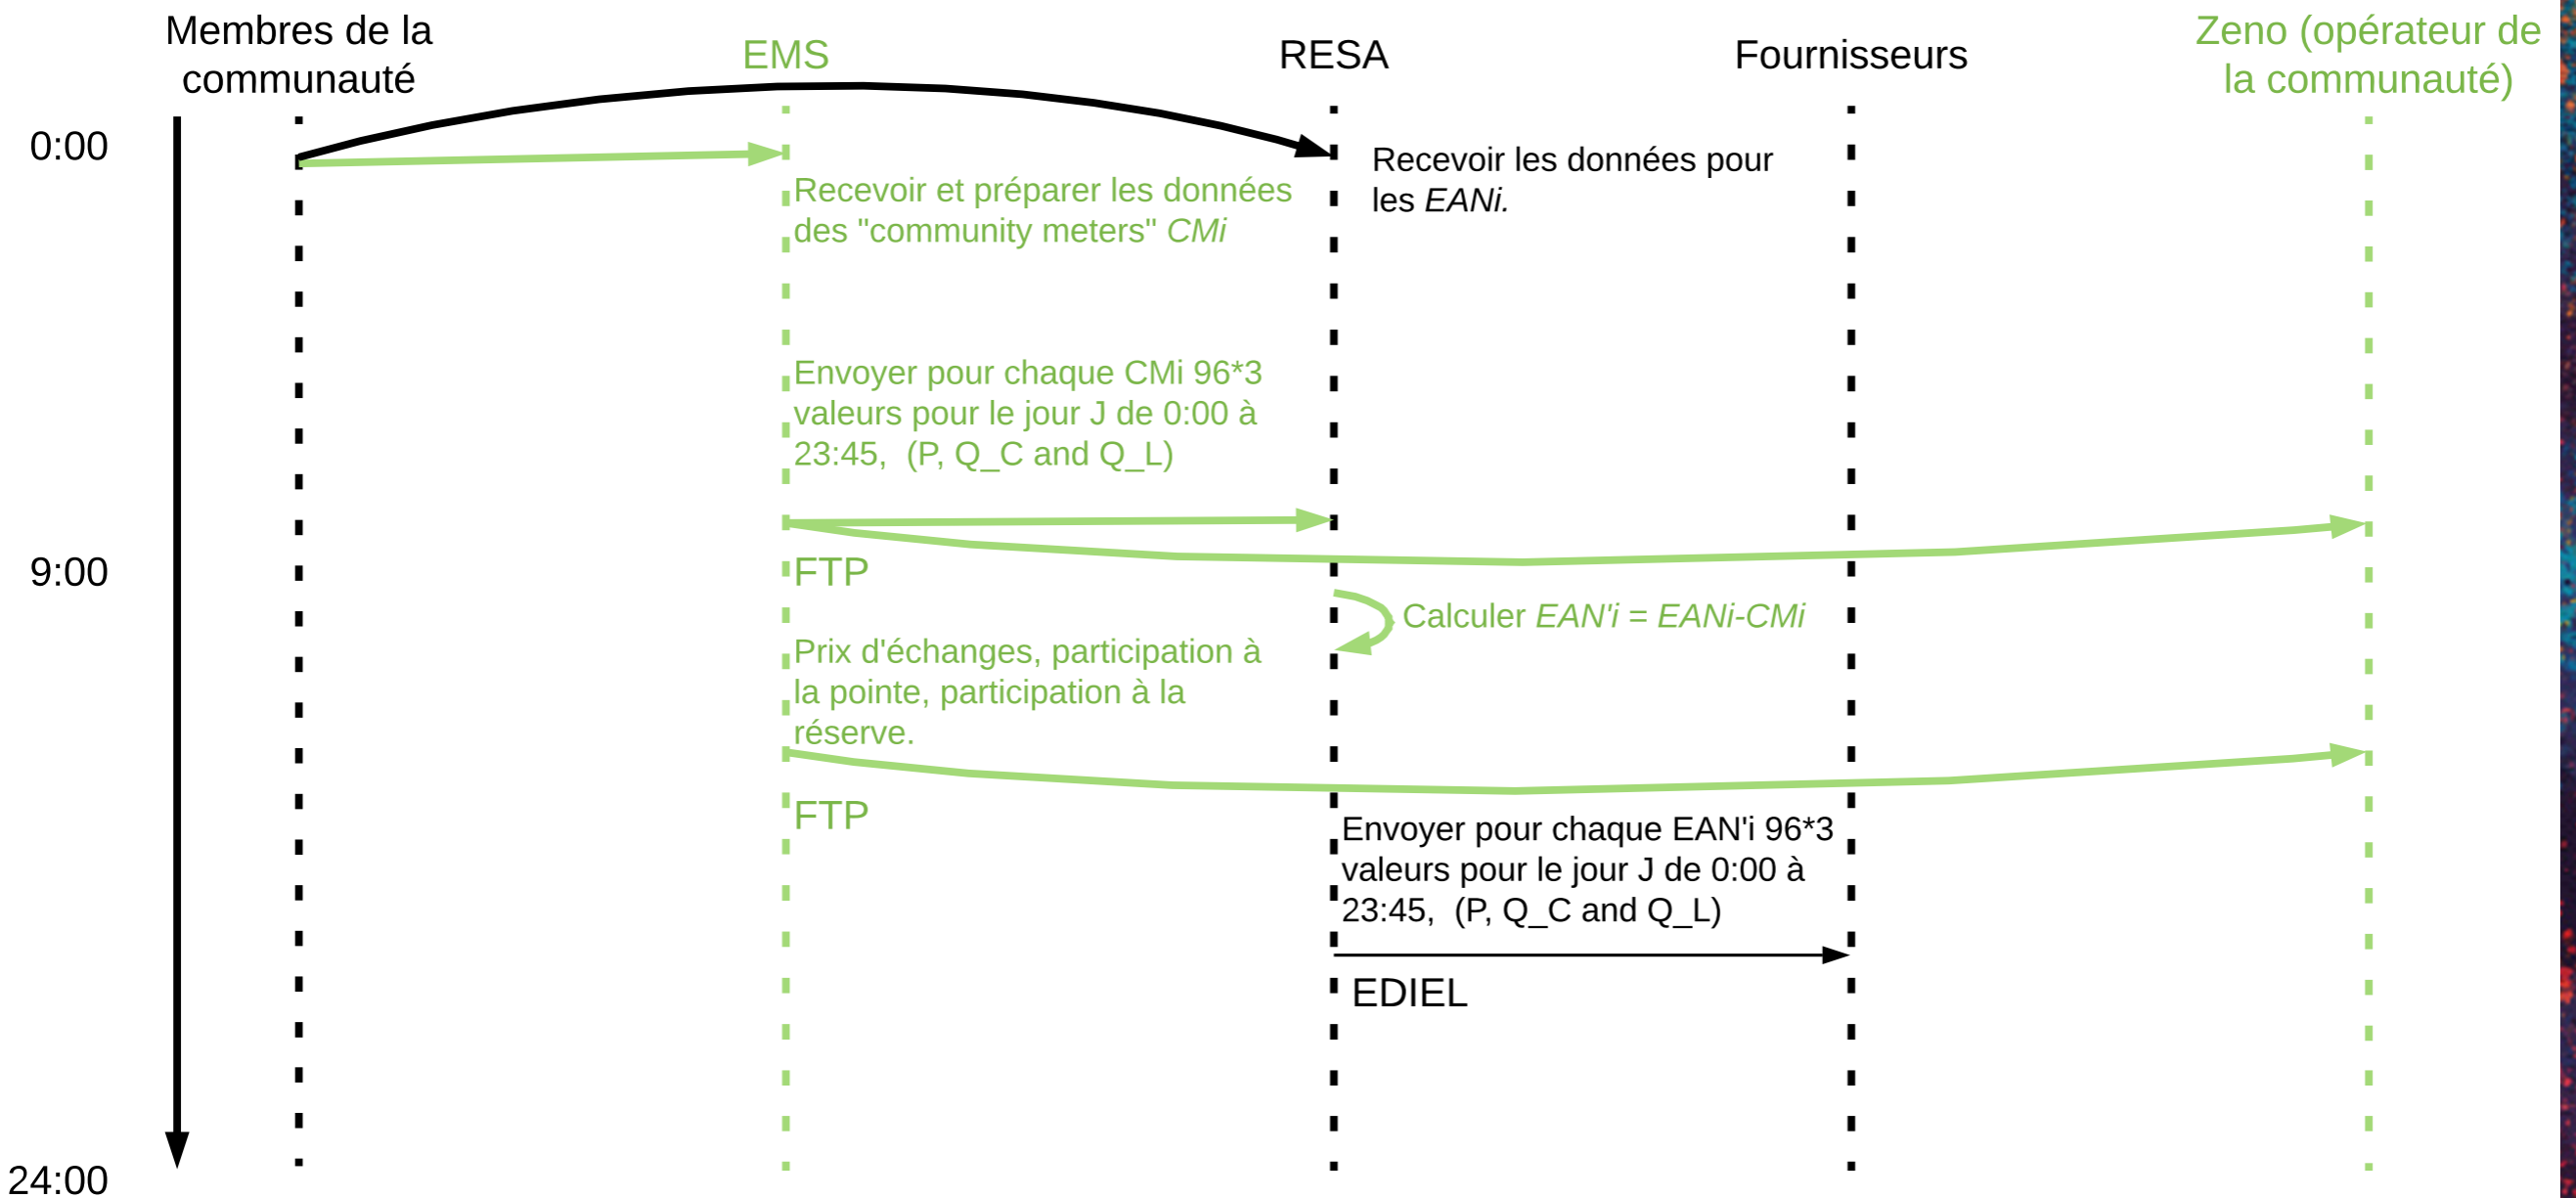 Membres de la
communauté
EMS
RESA
Fournisseurs
Zeno (opérateur de
la communauté)
0:00
Recevoir les données pour
les EANi.
Recevoir et préparer les données
des "community meters" CMi
Envoyer pour chaque CMi 96*3
valeurs pour le jour J de 0:00 à
23:45,  (P, Q_C and Q_L)
9:00
FTP
Calculer EAN'i = EANi-CMi
Prix d'échanges, participation à
la pointe, participation à la
réserve.
FTP
Envoyer pour chaque EAN'i 96*3
valeurs pour le jour J de 0:00 à
23:45,  (P, Q_C and Q_L)
EDIEL
24:00